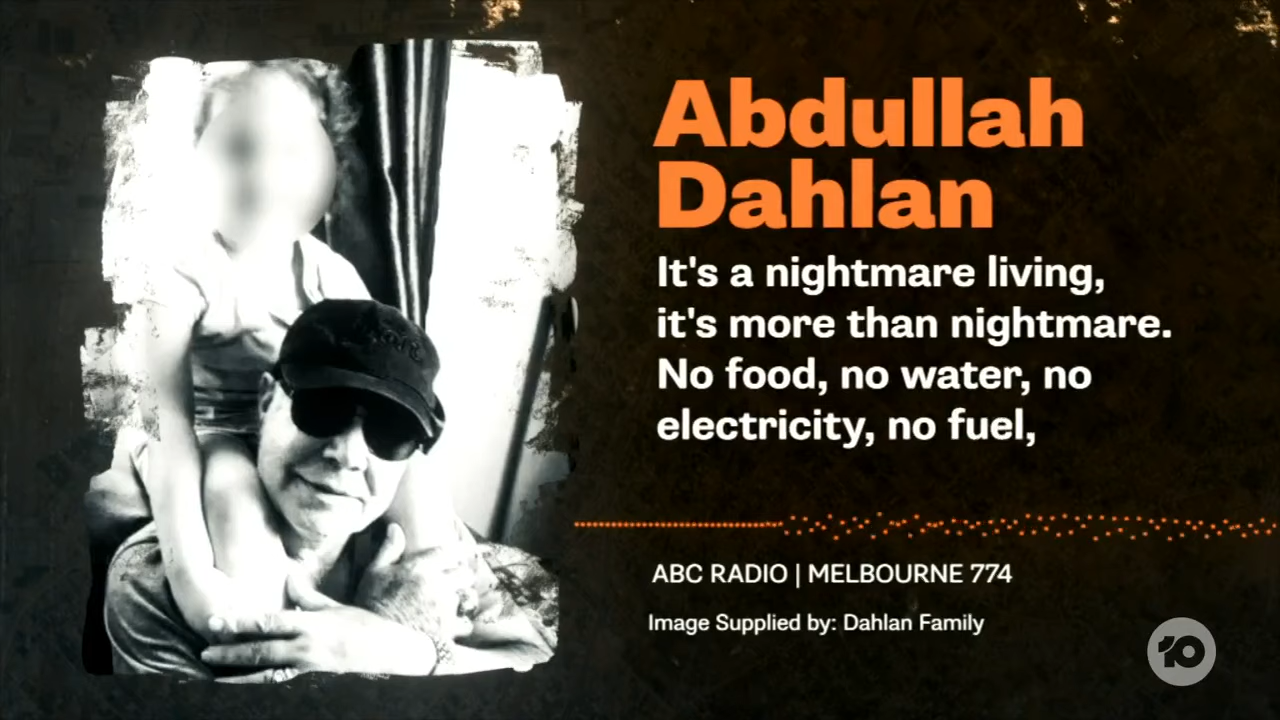 Abdullah
Dahlan
It's a nightmare living,
it's more than nightmare.
No food, no water, no
electricity, no fuel,
ABC RADIO | MELBOURNE 774
Image Supplied by: Dahlan Family
10